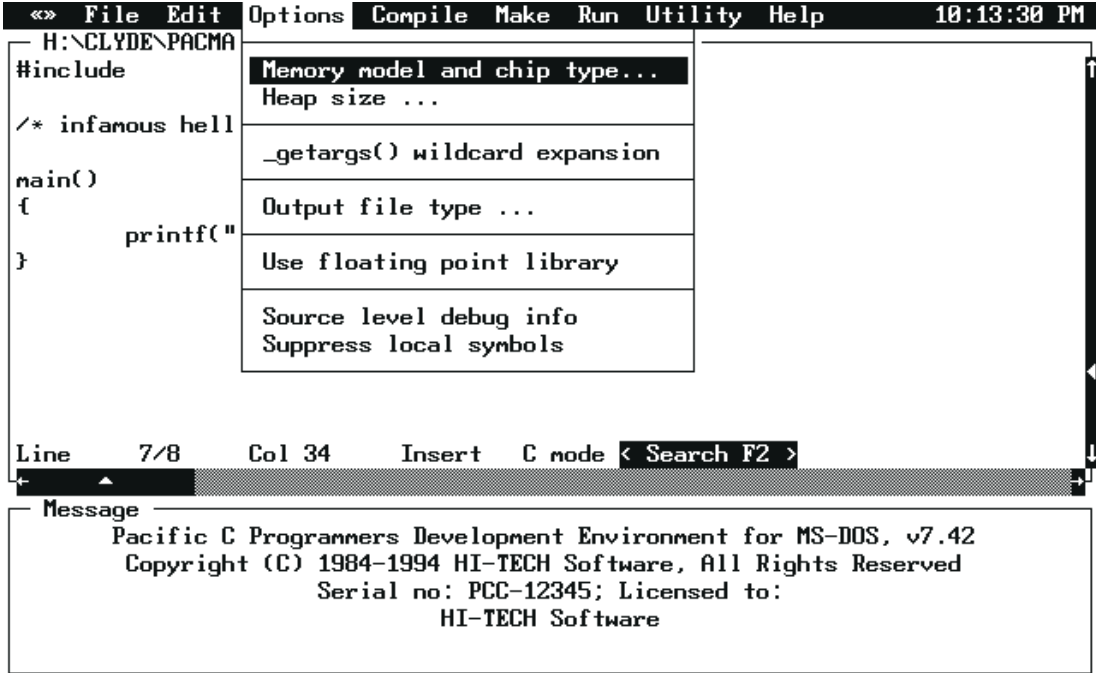 «» File Edit Options Compile Make Run Utility Help 10:13:30 PM
H:\CLYDE\PACMA
#include
/* infamous hell
main()
{
printf("
}
Memory model and chip type...
Heap size ...
_getargs() wildcard expansion
Output file type ...
Use floating point library
Source level debug info
Suppress local symbols
Line 7/8 Col 34 Insert C mode < Search F2 >
Message
Pacific C Programmers Development Environment for MS-DOS, v7.42
Copyright (C) 1984-1994 HI-TECH Software, All Rights Reserved
Serial no: PCC-12345; Licensed to:
HI-TECH Software